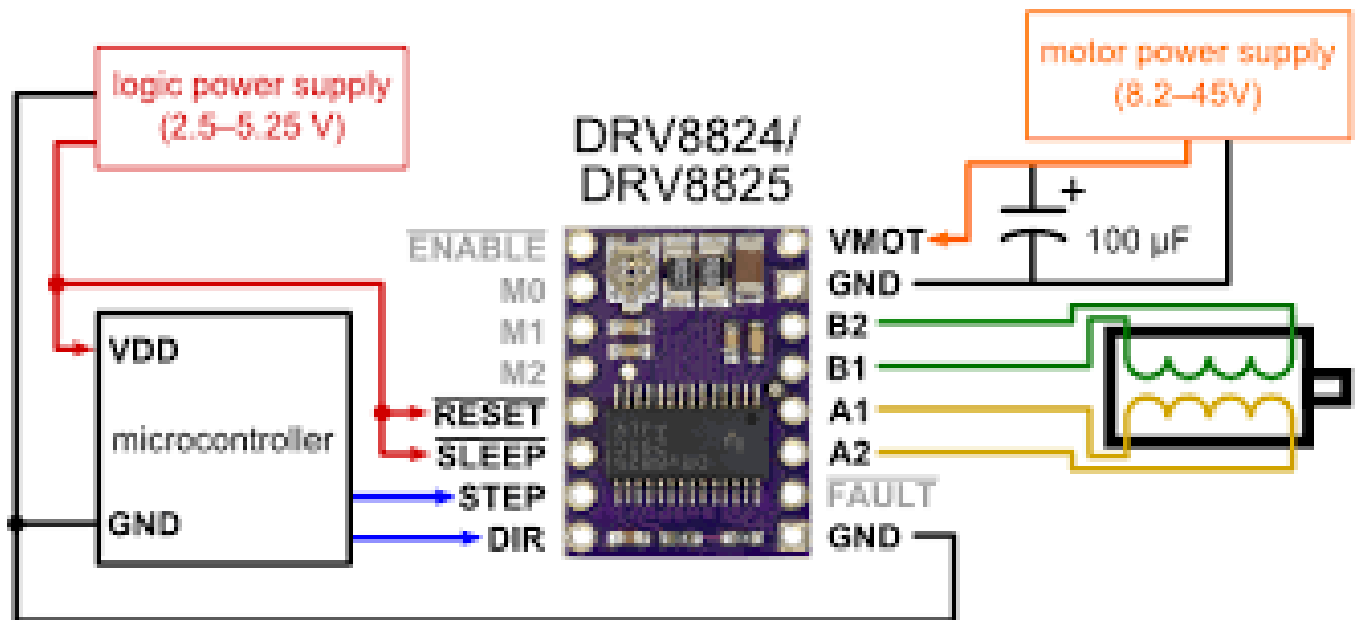 logic power supply
(2.5–5.25 V)
motor power supply
(8.2–45V)
DRV8824/
DRV8825
+
100 µF
ENABLE
M0
M1
M2
RESET
SLEEP
STEP
DIR
VMOT
GND
B2
B1
A1
A2
FAULT
GND
VDD
microcontroller
GND